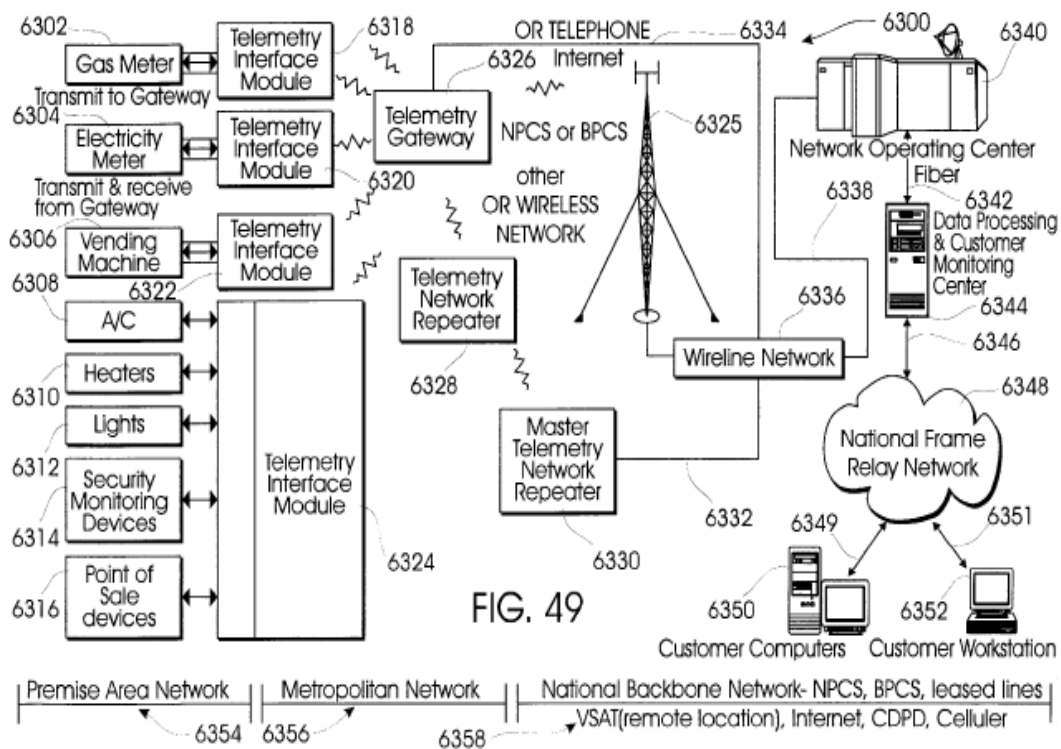 6302
Gas Meter
Telemetry
Interface
Module
6318
Transmit to Gateway
6304
Electricity
Meter
Telemetry
Interface
Module
6320
Transmit & receive
from Gateway
6306
Vending
Machine
Telemetry
Interface
Module
6322
6308
A/C
Heaters
6310
Lights
6312
Security
Monitoring
Devices
6314
Point of
Sale
devices
6316
Telemetry
Interface
Module
6324
6326
Telemetry
Gateway
OR TELEPHONE
Internet
6334
NPCS or BPCS
other
OR WIRELESS
NETWORK
6325
Telemetry
Network
Repeater
6328
Master
Telemetry
Network
Repeater
6330
6332
6336
Wireline Network
6338
6300
6340
Network Operating Center
Fiber
6342
Data Processing
& Customer
Monitoring
Center
6344
6346
6348
National Frame
Relay Network
6349
6351
6350
6352
Customer Computers
Customer Workstation
FIG. 49
Premise Area Network
6354
Metropolitan Network
6356
National Backbone Network- NPCS, BPCS, leased lines
VSAT(remote location), Internet, CDPD, Celluler
6358